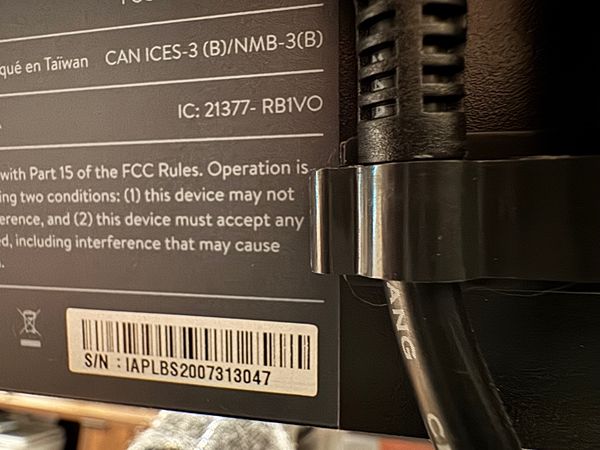 qué en Taïwan CAN ICES-3 (B)/NMB-3(B)
IC: 21377- RB1VO
with Part 15 of the FCC Rules. Operation is
ing two conditions: (1) this device may not
erence, and (2) this device must accept any
ed, including interference that may cause
S/N : IAPLBS2007313047
ANG